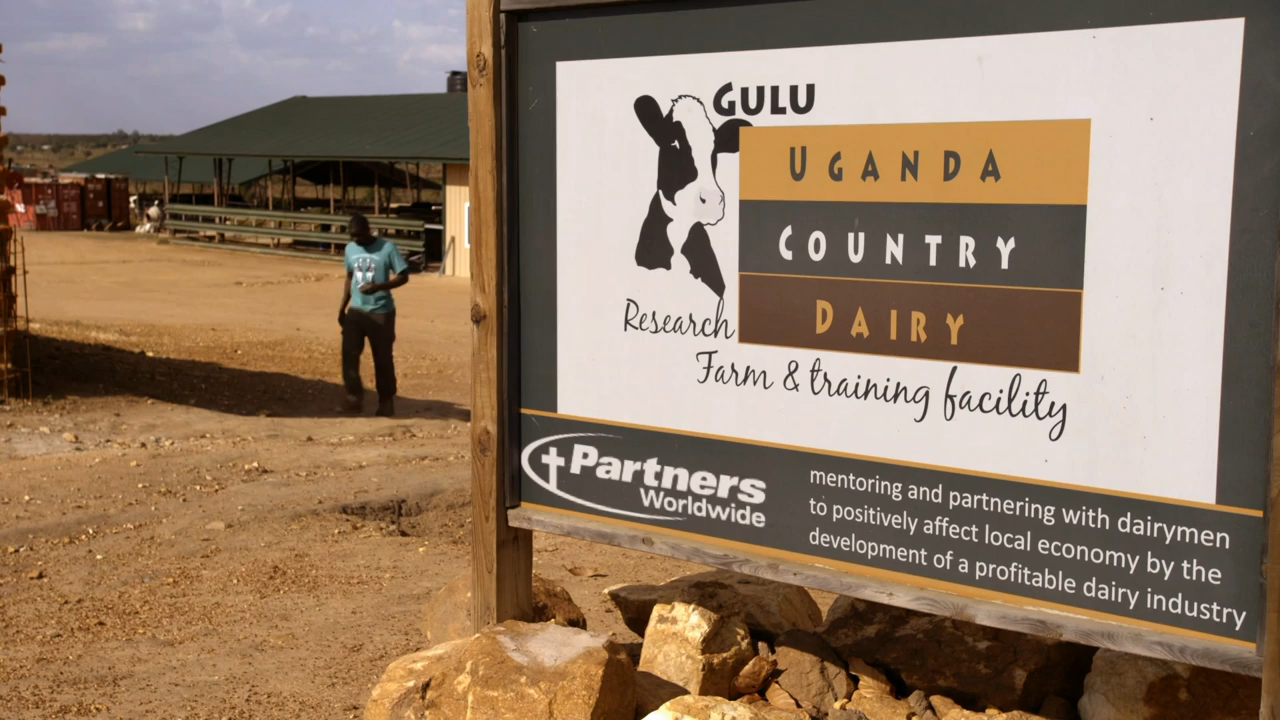 GULU
UGANDA
COUNTRY
DAIRY
Research
Farm & training facility
Partners
Worldwide
mentoring and partnering with dairymen
to positively affect local economy by the
development of a profitable dairy industry